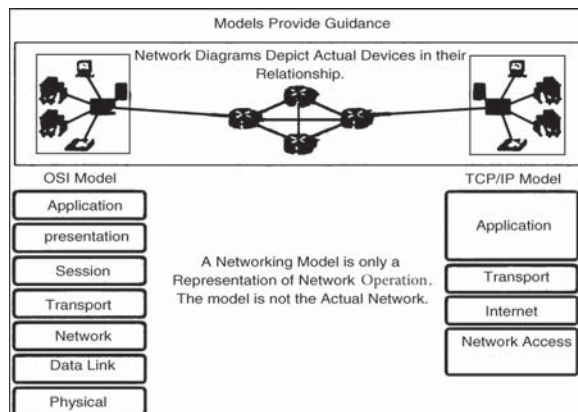 Models Provide Guidance
Network Diagrams Depict Actual Devices in their
Relationship.
OSI Model
Application
presentation
Session
Transport
Network
Data Link
Physical
A Networking Model is only a
Representation of Network Operation.
The model is not the Actual Network.
TCP/IP Model
Application
Transport
Internet
Network Access